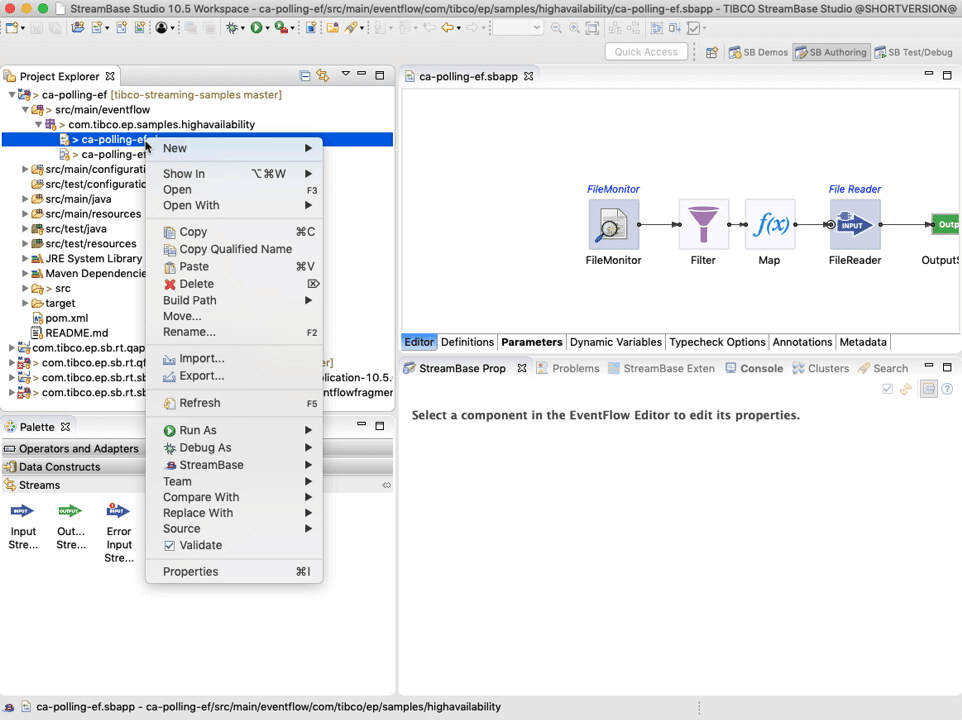 StreamBase Studio 10.5 Workspace - ca-polling-ef/src/main/eventflow/com/tibco/ep/samples/highavailability/ca-polling-ef.sbapp - TIBCO StreamBase Studio @SHORTVERSION@
Quick Access
SB Demos
SB Authoring
SB Test/Debug
Project Explorer
> ca-polling-ef [tibco-streaming-samples master]
> src/main/eventflow
> com.tibco.ep.samples.highavailability
> ca-polling-ef
> ca-polling-ef
src/main/configurati
src/test/configuratio
src/main/java
src/main/resources
src/test/java
src/test/resources
JRE System Library
Maven Dependencie
> src
target
pom.xml
README.md
com.tibco.ep.sb.rt.qap
> com.tibco.ep.sb.rt.qf
> com.tibco.ep.sb.rt.sb
plication-10.5.
> com.tibco.ep.sb.rt.sb
ntflowfragmer
New
Show In ⌥⌘W
Open F3
Open With
Copy ⌘C
Copy Qualified Name
Paste ⌘V
Delete ⌦
Build Path
Move...
Rename... F2
Import...
Export...
Refresh F5
Run As
Debug As
StreamBase
Team
Compare With
Replace With
Source
Validate
Properties ⌘I
Palette
Operators and Adapters
Data Constructs
Streams
INPUT
OUTPUT
INPUT
Input
Stre...
Out...
Stre...
Error
Input
Stre...
ca-polling-ef.sbapp
FileMonitor
File Reader
f(x)
INPUT
Outp
FileMonitor
Filter
Map
FileReader
OutputS
Editor
Definitions
Parameters
Dynamic Variables
Typecheck Options
Annotations
Metadata
StreamBase Prop
Problems
StreamBase Exten
Console
Clusters
Search
Select a component in the EventFlow Editor to edit its properties.
ca-polling-ef.sbapp - ca-polling-ef/src/main/eventflow/com/tibco/ep/samples/highavailability